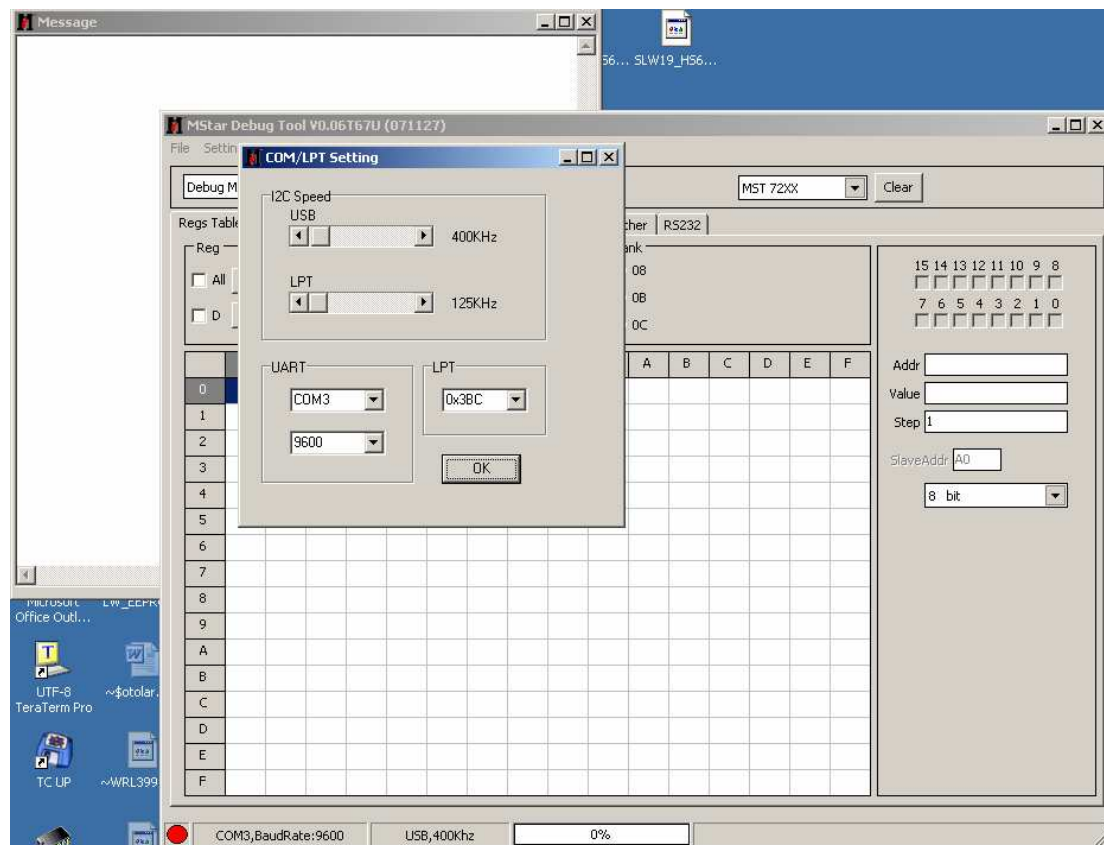 Message
56... SLW19_H56...
MStar Debug Tool V0.06T67U (071127)
File Settin
COM/LPT Setting
Debug M
MST 72XX
Clear
I2C Speed
USB
400KHz
LPT
125KHz
Regs Table
RS232
Reg
All
D
08
0B
0C
15 14 13 12 11 10 9 8
7 6 5 4 3 2 1 0
UART
COM3
9600
LPT
0x3BC
OK
A B C D E F
0
1
2
3
4
5
6
7
8
9
A
B
C
D
E
F
Addr
Value
Step 1
SlaveAddr A0
8 bit
Microsoft
Office Outl...
UTF-8
TeraTerm Pro
~$otolar.
TC UP
~WRL399
COM3,BaudRate:9600
USB,400Khz
0%